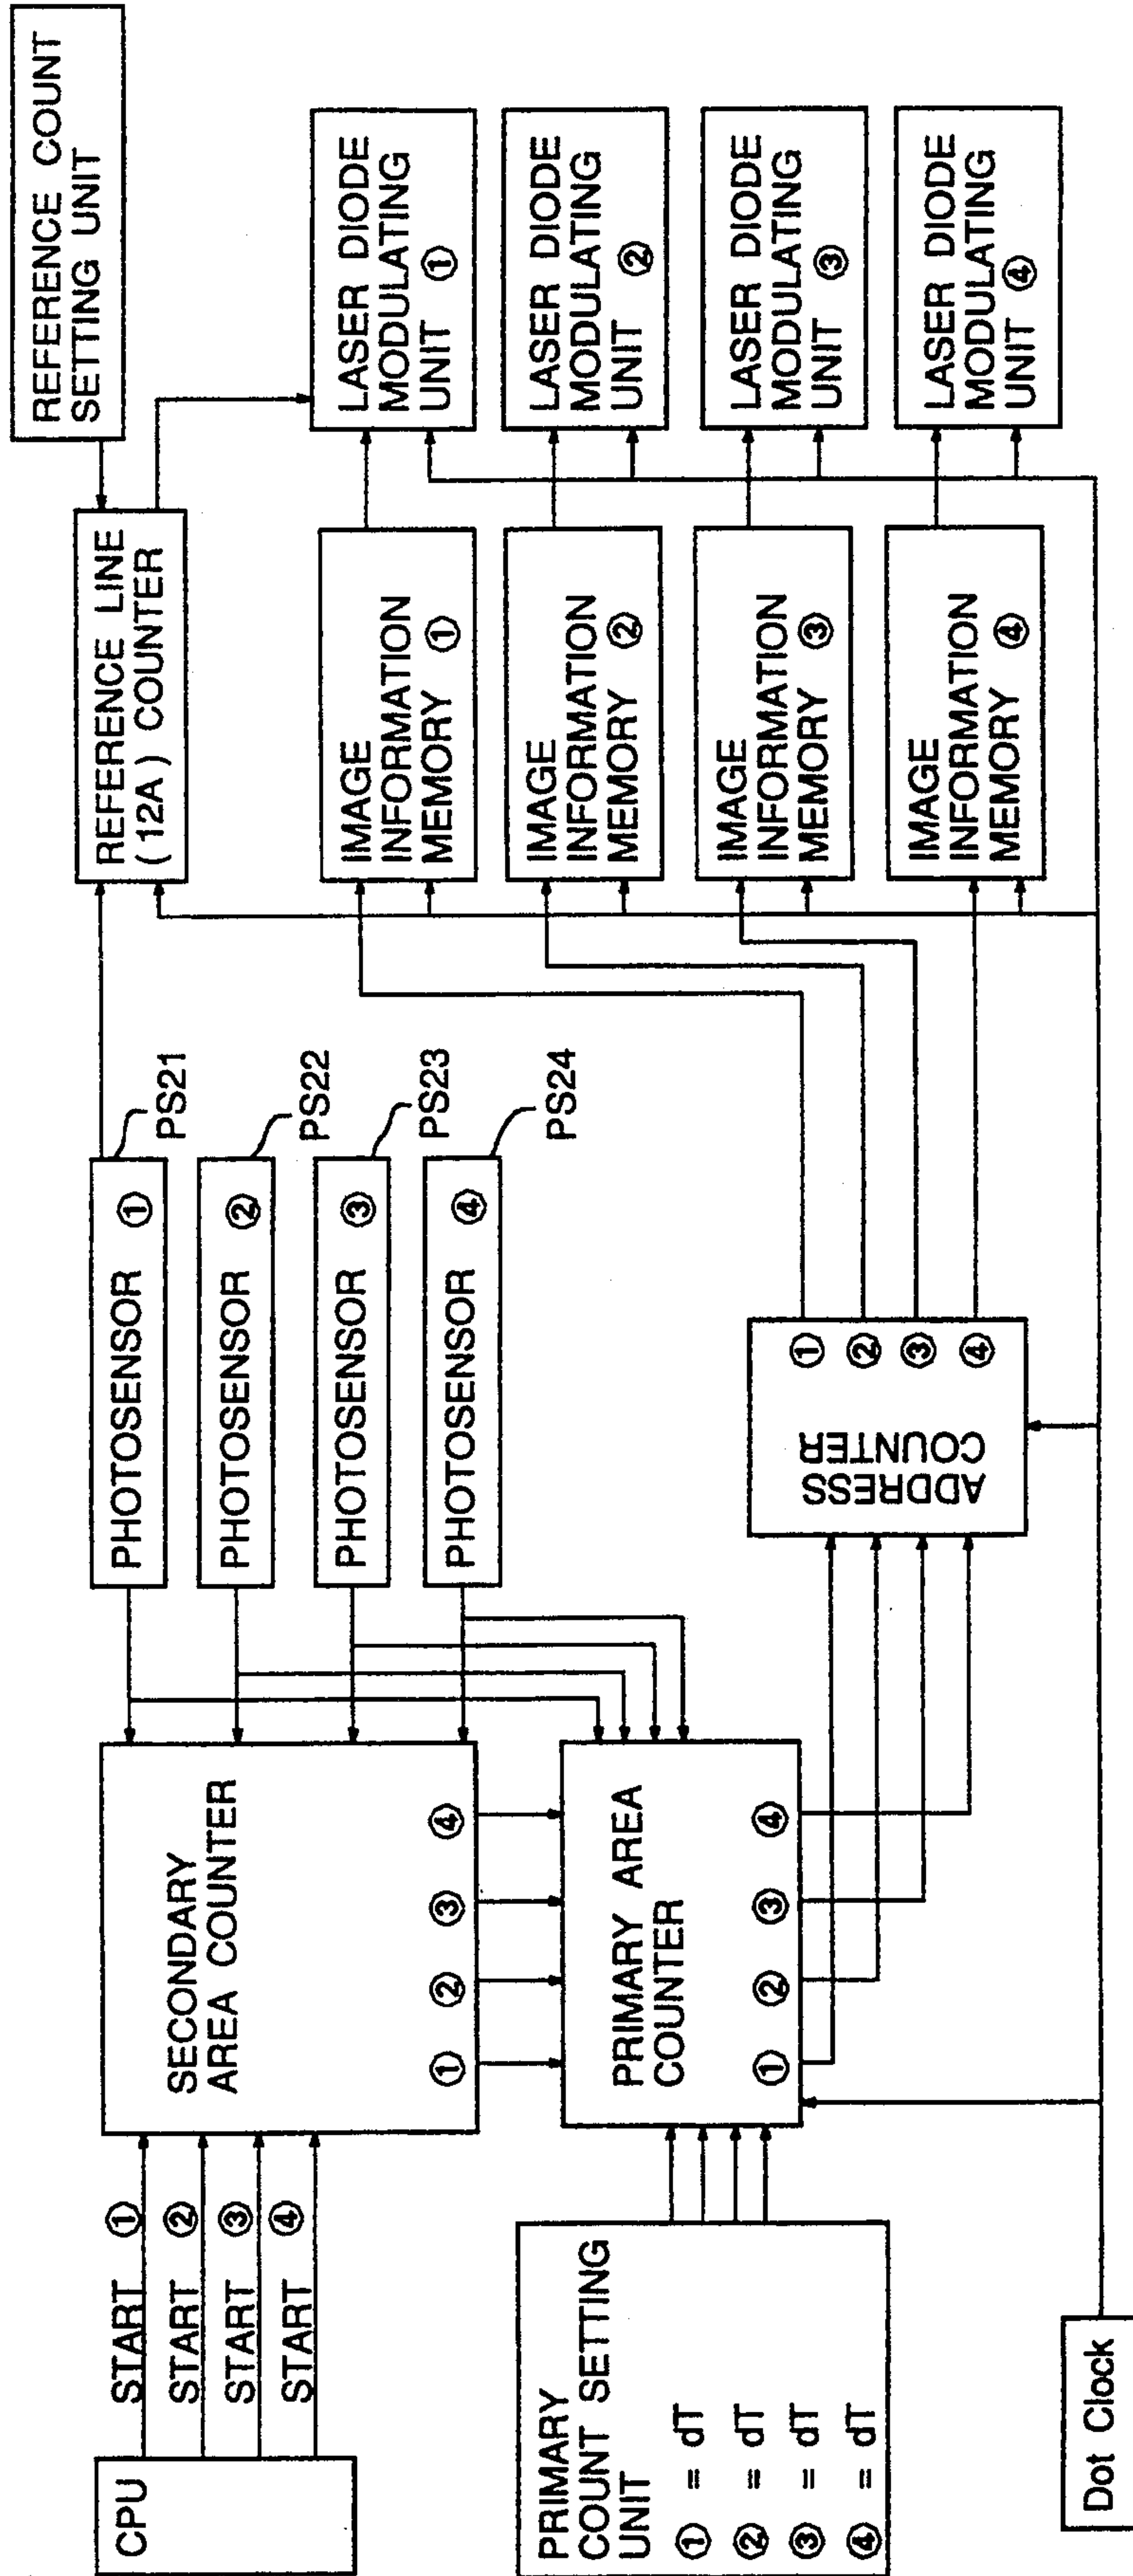 CPU
START ①
START ②
START ③
START ④
SECONDARY
AREA COUNTER
① ② ③ ④
PHOTOSENSOR ①
PS21
PHOTOSENSOR ②
PS22
PHOTOSENSOR ③
PS23
PHOTOSENSOR ④
PS24
REFERENCE LINE
(12A) COUNTER
REFERENCE COUNT
SETTING UNIT
PRIMARY
COUNT SETTING
UNIT
① = dT
② = dT
③ = dT
④ = dT
PRIMARY AREA
COUNTER
① ② ③ ④
ADDRESS
COUNTER
①
②
③
④
IMAGE
INFORMATION
MEMORY ①
IMAGE
INFORMATION
MEMORY ②
IMAGE
INFORMATION
MEMORY ③
IMAGE
INFORMATION
MEMORY ④
LASER DIODE
MODULATING
UNIT ①
LASER DIODE
MODULATING
UNIT ②
LASER DIODE
MODULATING
UNIT ③
LASER DIODE
MODULATING
UNIT ④
Dot Clock